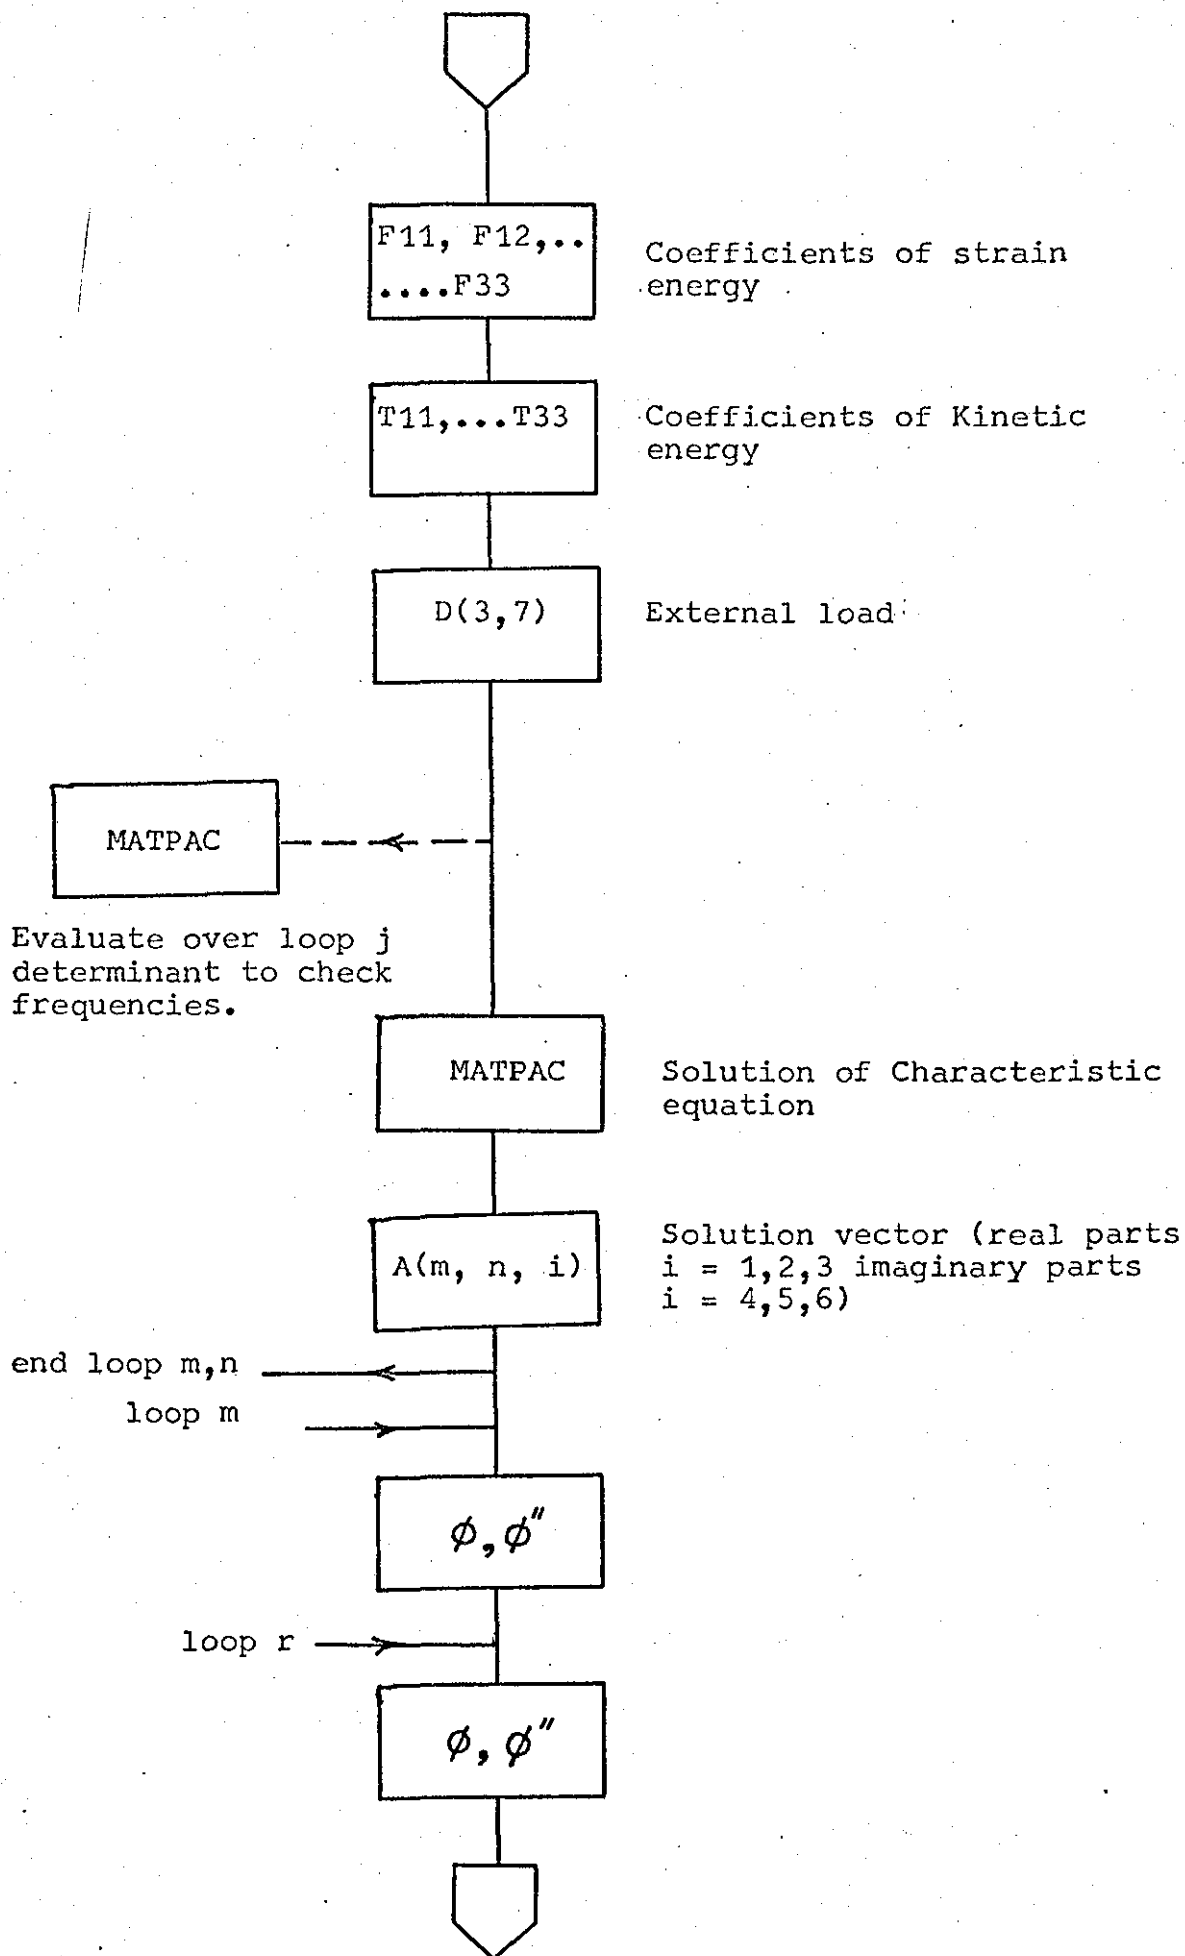 F11, F12,..
....F33
Coefficients of strain
energy
T11,...T33
Coefficients of Kinetic
energy
D(3,7)
External load
MATPAC
Evaluate over loop j
determinant to check
frequencies.
MATPAC
Solution of Characteristic
equation
A(m, n, i)
Solution vector (real parts
i = 1,2,3 imaginary parts
i = 4,5,6)
end loop m,n
loop m
ø, ø"
loop r
ø, ø"